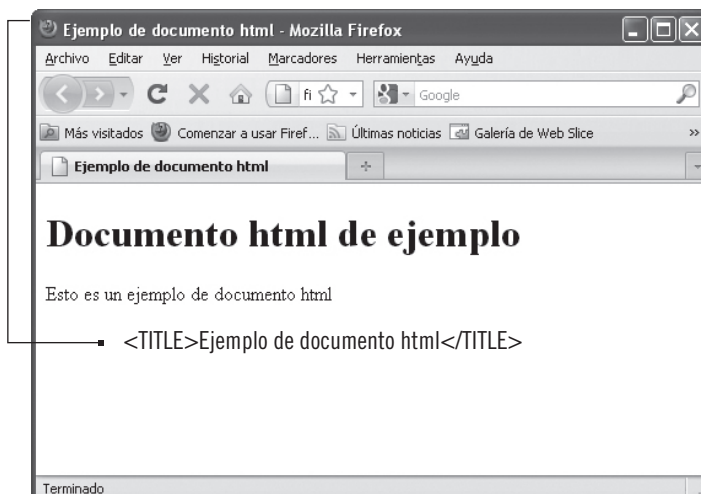 Ejemplo de documento html - Mozilla Firefox
Archivo Editar Ver Historial Marcadores Herramientas Ayuda
fi Google
Más visitados Comenzar a usar Firef... Últimas noticias Galería de Web Slice »
Ejemplo de documento html
Documento html de ejemplo
Esto es un ejemplo de documento html
<TITLE>Ejemplo de documento html</TITLE>
Terminado